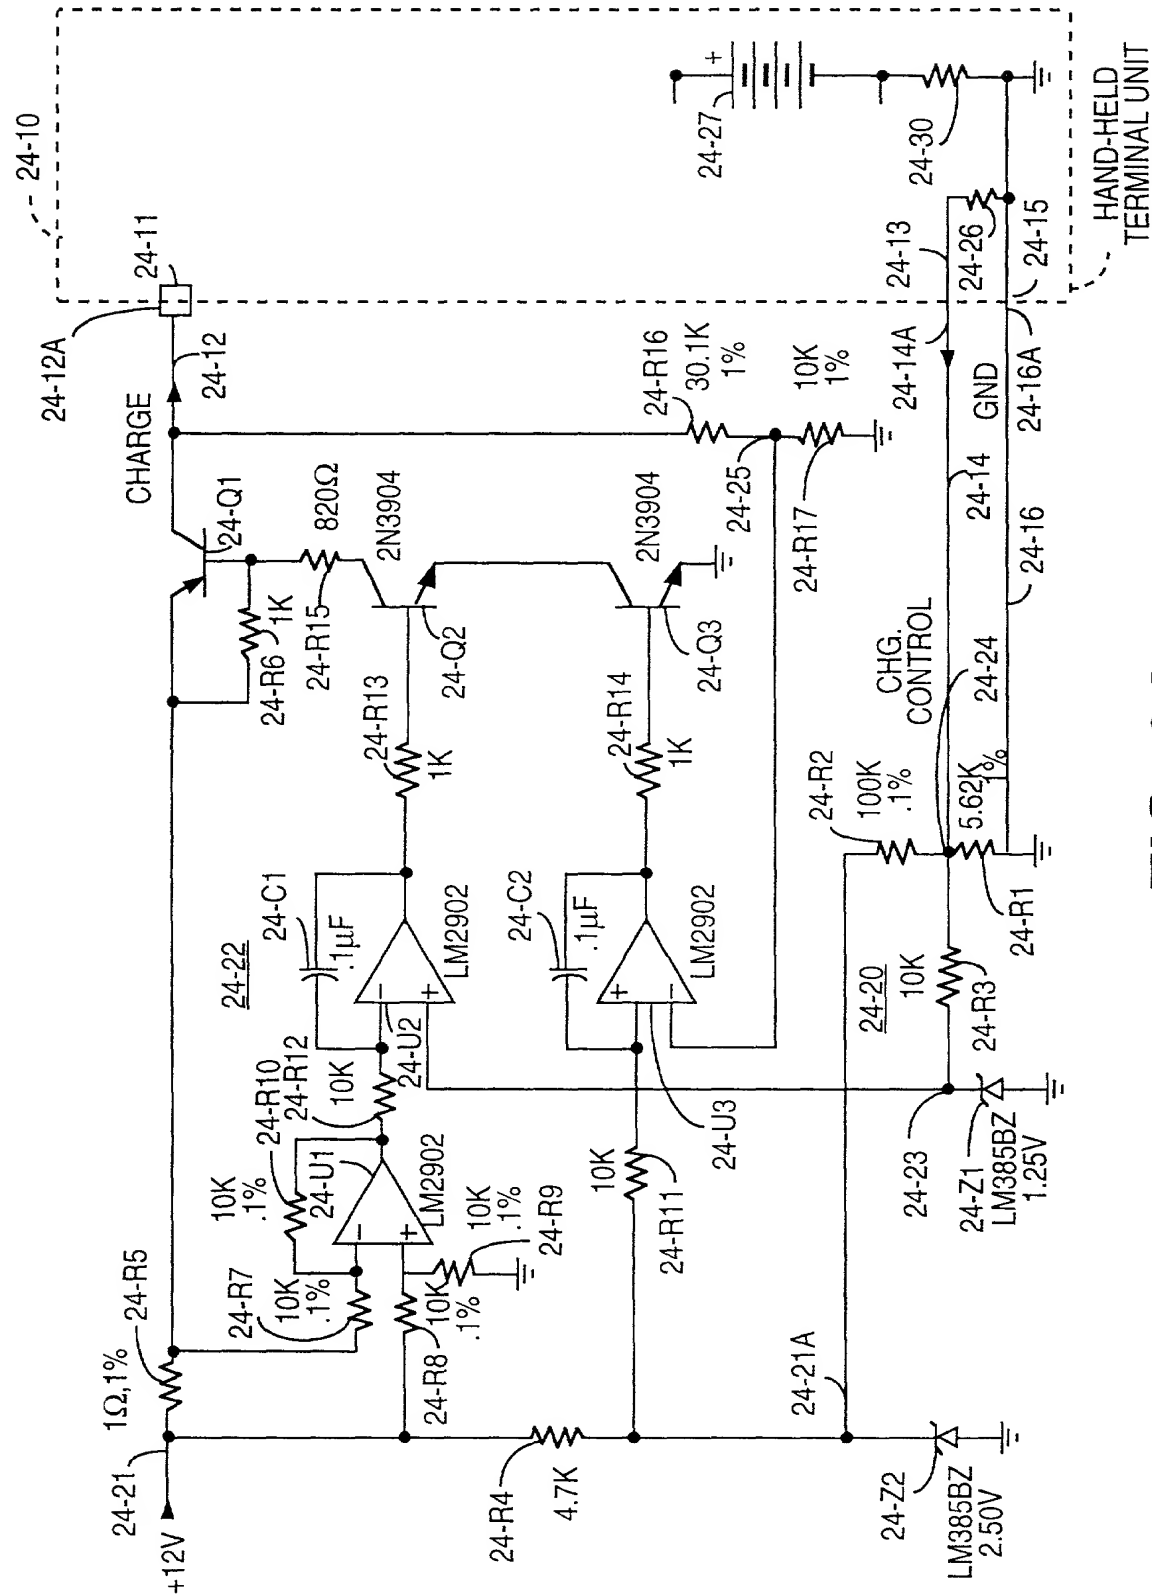 24-10
24-11
24-12A
24-12
CHARGE
24-Q1
24-R6
1K
24-R15
820Ω
2N3904
24-Q2
24-R13
1K
24-R5
1Ω,1%
24-21
+12V
24-22
24-C1
.1µF
LM2902
24-U2
24-R12
10K
24-R10
10K
.1%
24-U1
LM2902
24-R7
10K
.1%
24-R8
10K
.1%
24-R9
10K
.1%
24-R4
4.7K
24-C2
.1µF
LM2902
24-U3
24-R11
10K
24-R14
1K
2N3904
24-Q3
24-R16
30.1K
1%
24-25
10K
1%
24-R17
24-27
+
24-30
24-26
24-13
24-15
24-14A
24-14
GND
24-16A
24-16
CHG.
CONTROL
24-24
24-R2
100K
.1%
5.62K
1%
24-R1
24-20
10K
24-R3
24-23
24-Z1
LM385BZ
1.25V
24-21A
24-Z2
LM385BZ
2.50V
HAND-HELD
TERMINAL UNIT